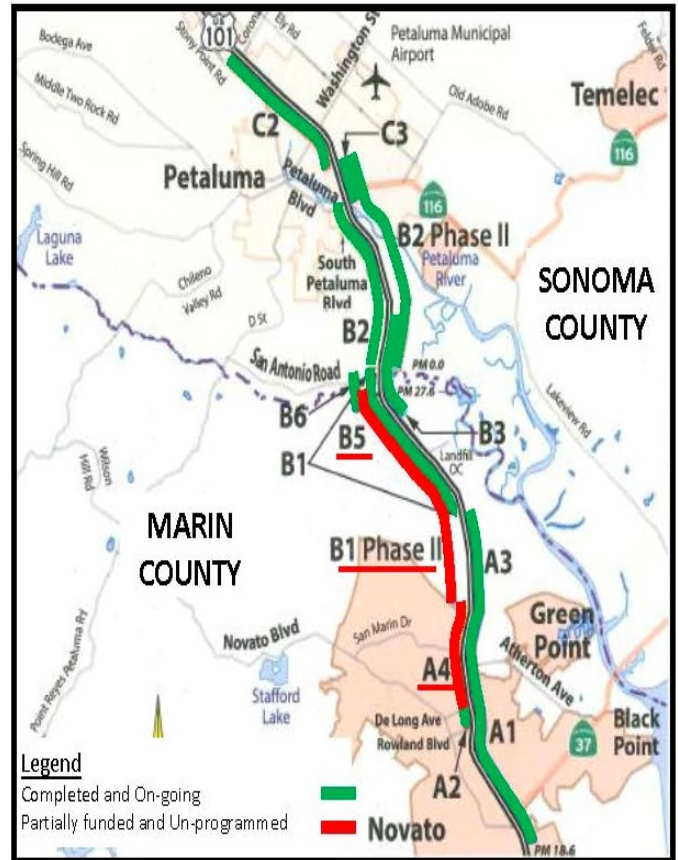 U.S.
101
Corona
Ely Rd
Stony Point Rd
Washington St
Petaluma Municipal
Airport
Felder Rd
Bodega Ave
Middle Two Rock Rd
Old Adobe Rd
Temelec
116
C2
C3
Spring Hill Rd
Petaluma
Petaluma
Blvd
116
B2 Phase II
Laguna
Lake
South
Petaluma
Blvd
Petaluma
River
SONOMA
COUNTY
Chileno
Valley Rd
D St
B2
San Antonio Road
PM 0.0
PM 27.6
Lakeview Rd
B6
B5
B3
Landfill
OC
B1
Wilson
Hill Rd
MARIN
COUNTY
B1 Phase II
A3
Green
Point
Novato Blvd
San Marin Dr
Atherton Ave
Point Reyes Petaluma Ry
A4
Stafford
Lake
De Long Ave
Rowland Blvd
A1
37
Black
Point
A2
Legend
Completed and On-going
Partially funded and Un-programmed
Novato
PM 18.6